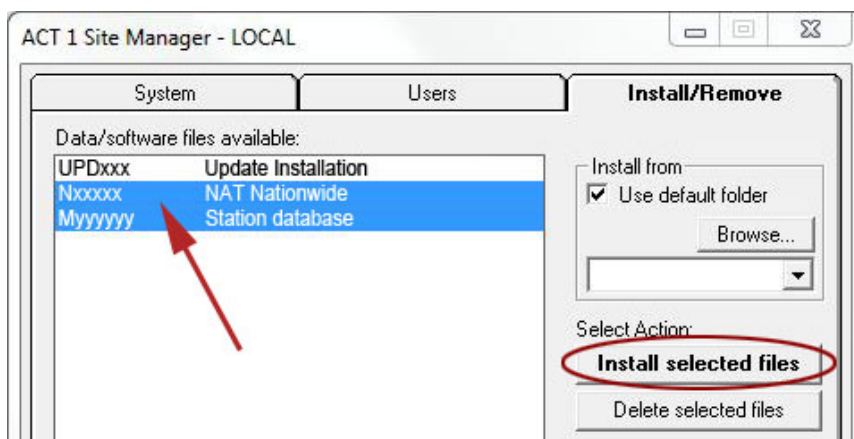 ACT 1 Site Manager - LOCAL
System Users Install/Remove
Data/software files available:
UPDxxx Update Installation
Nxxxxx NAT Nationwide
Myyyyyy Station database
Install from
Use default folder
Browse...
Select Action:
Install selected files
Delete selected files